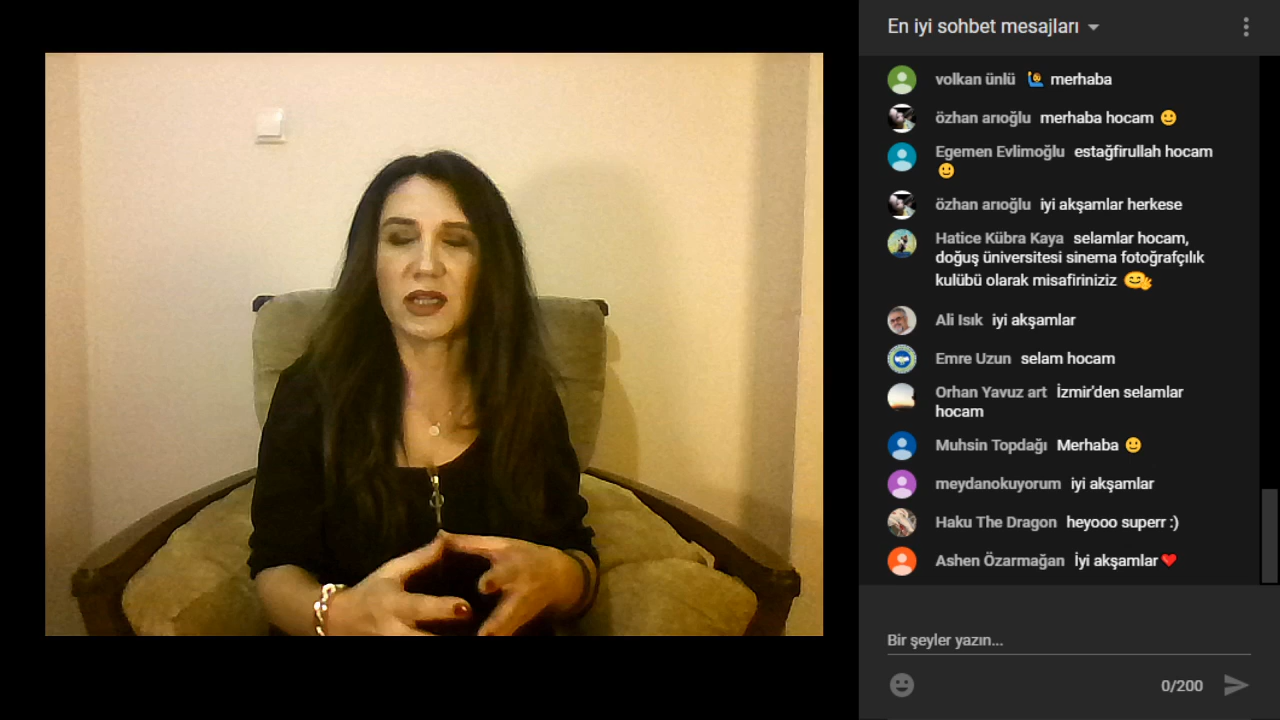 En iyi sohbet mesajları
volkan ünlü 🙋‍♂️ merhaba
özhan arıoğlu merhaba hocam 🙂
Egemen Evlimoğlu estağfirullah hocam
🙂
özhan arıoğlu iyi akşamlar herkese
Hatice Kübra Kaya selamlar hocam,
doğuş üniversitesi sinema fotoğrafçılık
kulübü olarak misafiriniziz 🤗
Ali Isık iyi akşamlar
Emre Uzun selam hocam
Orhan Yavuz art İzmir'den selamlar
hocam
Muhsin Topdağı Merhaba 🙂
meydanokuyorum iyi akşamlar
Haku The Dragon heyooo superr :)
Ashen Özarmağan İyi akşamlar❤️
Bir şeyler yazın...
0/200